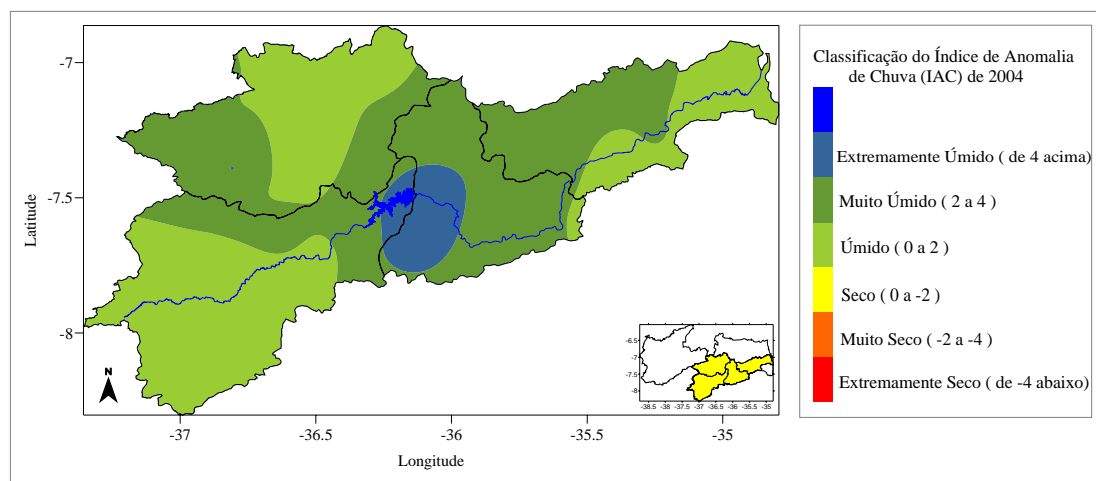 Classificação do Índice de Anomalia
de Chuva (IAC) de 2004
Extremamente Úmido ( de 4 acima)
Muito Úmido ( 2 a 4 )
Úmido ( 0 a 2 )
Seco ( 0 a -2 )
Muito Seco ( -2 a -4 )
Extremamente Seco ( de -4 abaixo)
Latitude
-7
-7.5
-8
N
-37
-36.5
-36
-35.5
-35
Longitude
-6.5
-7
-7.5
-8
-38.5
-38
-37.5
-37
-36.5
-36
-35.5
-35